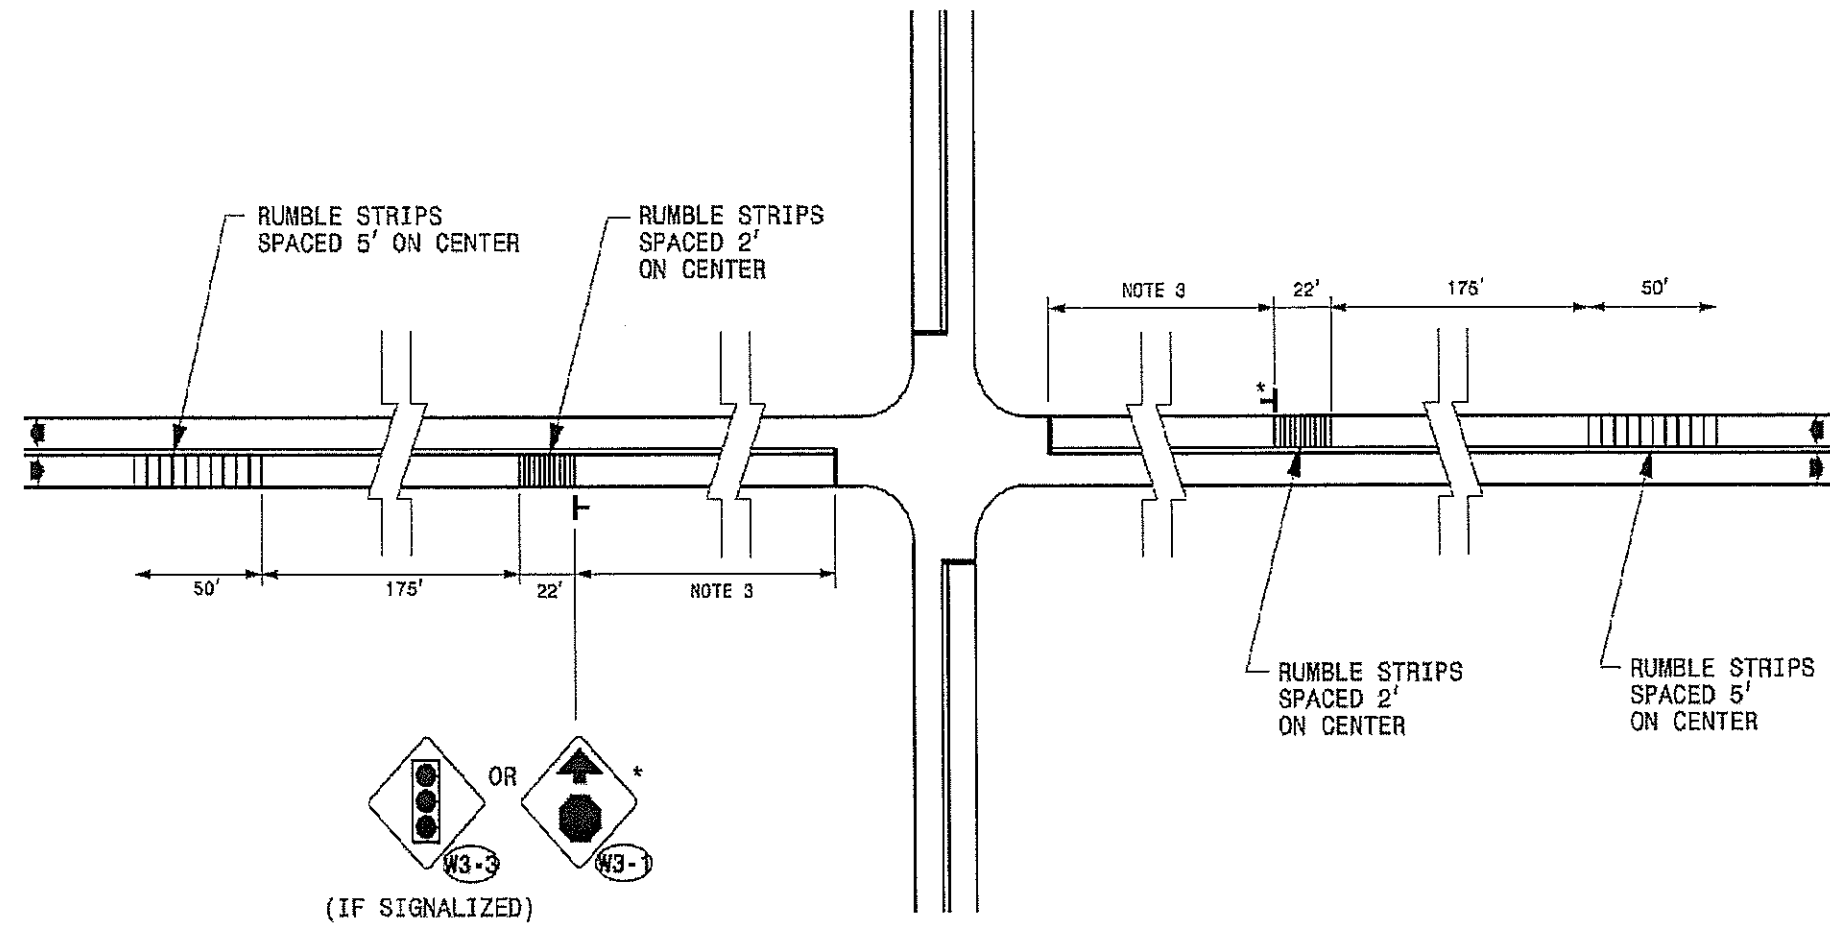 RUMBLE STRIPS
SPACED 5' ON CENTER
RUMBLE STRIPS
SPACED 2'
ON CENTER
NOTE 3
22'
175'
50'
*
50'
175'
22'
NOTE 3
RUMBLE STRIPS
SPACED 2'
ON CENTER
RUMBLE STRIPS
SPACED 5'
ON CENTER
OR
*
W3-3
W3-1
(IF SIGNALIZED)